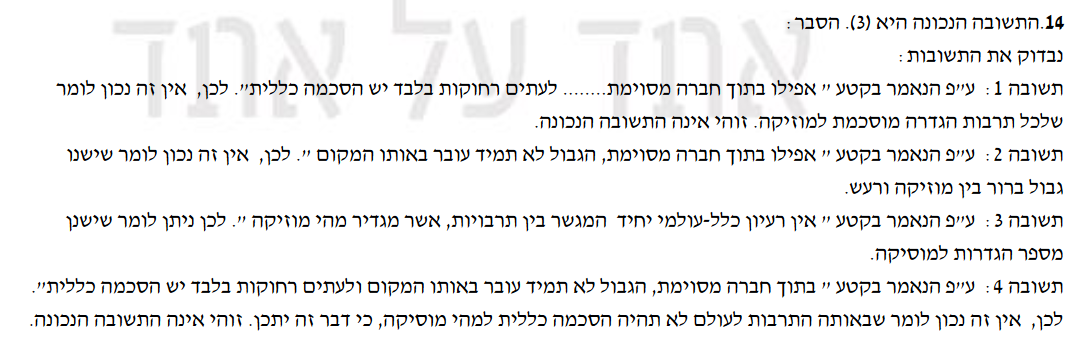 אחד על אחד
14.התשובה הנכונה היא (3). הסבר:
נבדוק את התשובות:
תשובה 1: ע״פ הנאמר בקטע ״ אפילו בתוך חברה מסוימת........ לעתים רחוקות בלבד יש הסכמה כללית״. לכן, אין זה נכון לומר
שלכל תרבות הגדרה מוסכמת למוזיקה. זוהי אינה התשובה הנכונה.
תשובה 2: ע״פ הנאמר בקטע ״ אפילו בתוך חברה מסוימת, הגבול לא תמיד עובר באותו המקום ״. לכן, אין זה נכון לומר שישנו
גבול ברור בין מוזיקה ורעש.
תשובה 3: ע״פ הנאמר בקטע ״ אין רעיון כלל-עולמי יחיד המגשר בין תרבויות, אשר מגדיר מהי מוזיקה ״. לכן ניתן לומר שישנן
מספר הגדרות למוסיקה.
תשובה 4: ע״פ הנאמר בקטע ״ בתוך חברה מסוימת, הגבול לא תמיד עובר באותו המקום ולעתים רחוקות בלבד יש הסכמה כללית״.
לכן, אין זה נכון לומר שבאותה התרבות לעולם לא תהיה הסכמה כללית למהי מוסיקה, כי דבר זה יתכן. זוהי אינה התשובה הנכונה.